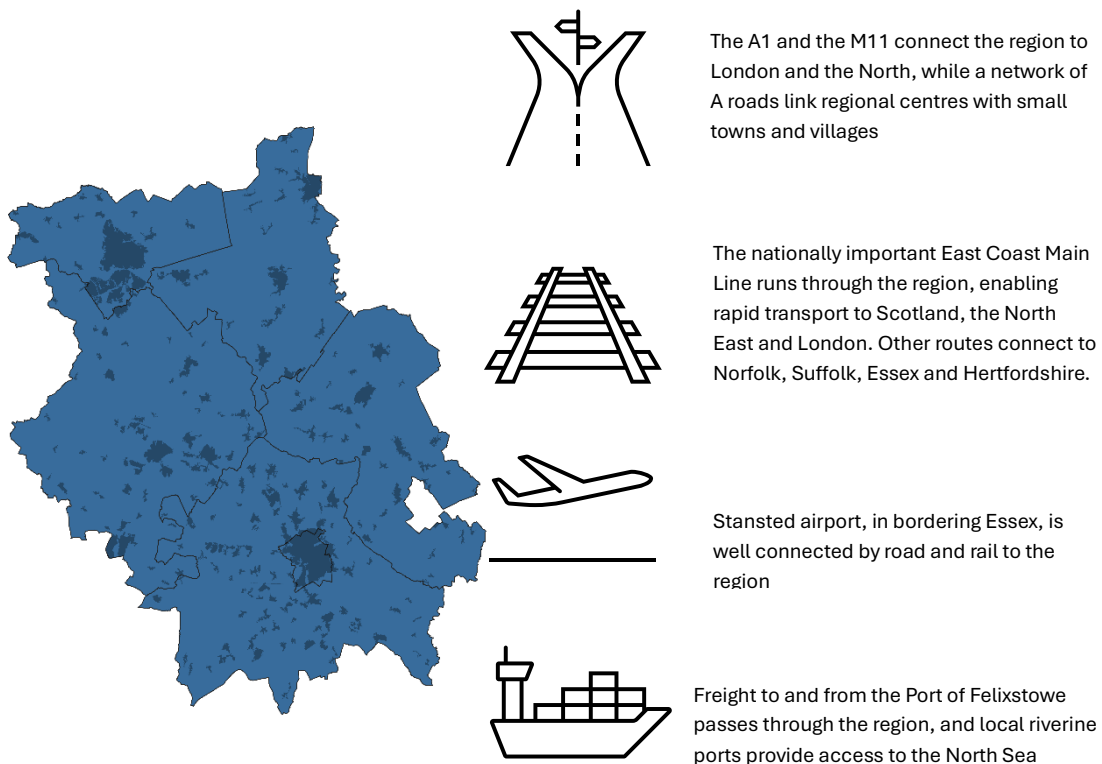 The A1 and the M11 connect the region to
London and the North, while a network of
A roads link regional centres with small
towns and villages
The nationally important East Coast Main
Line runs through the region, enabling
rapid transport to Scotland, the North
East and London. Other routes connect to
Norfolk, Suffolk, Essex and Hertfordshire.
Stansted airport, in bordering Essex, is
well connected by road and rail to the
region
Freight to and from the Port of Felixstowe
passes through the region, and local riverine
ports provide access to the North Sea